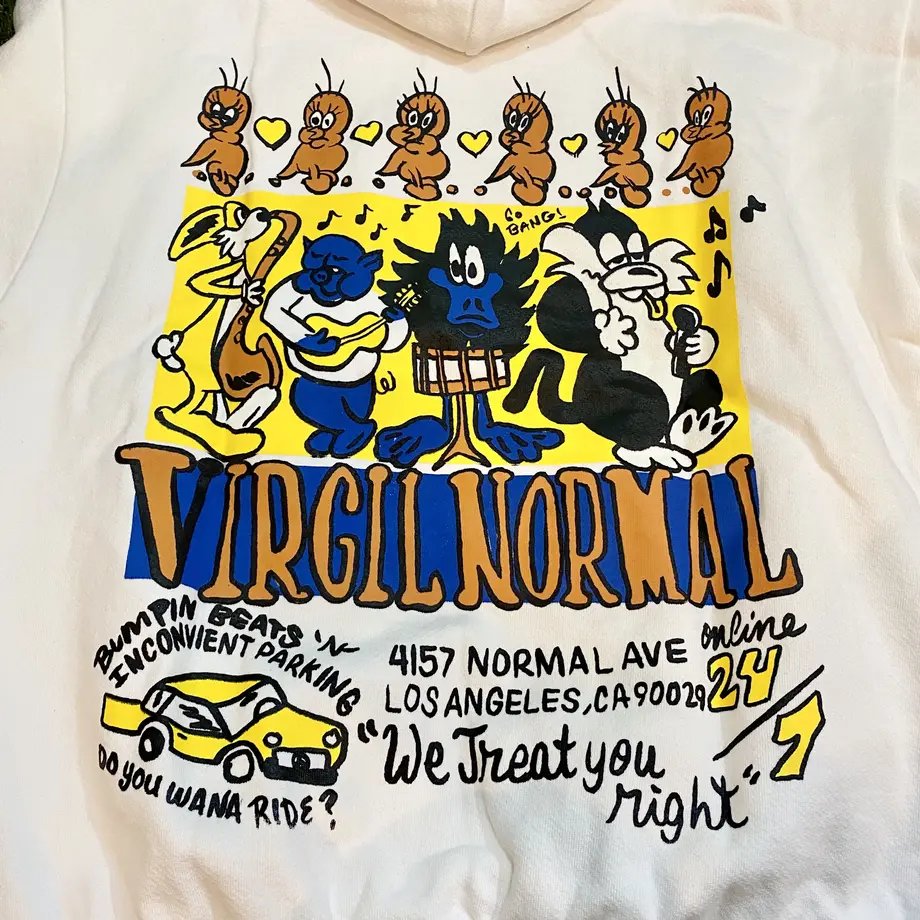 GO
BANG!
VIRGIL NORMAL
BUMPIN BEATS 'N'
INCONVIENT PARKING
DO YOU WANA RIDE?
4157 NORMAL AVE
LOS ANGELES, CA 90029
online
24/7
"We Treat you
right"